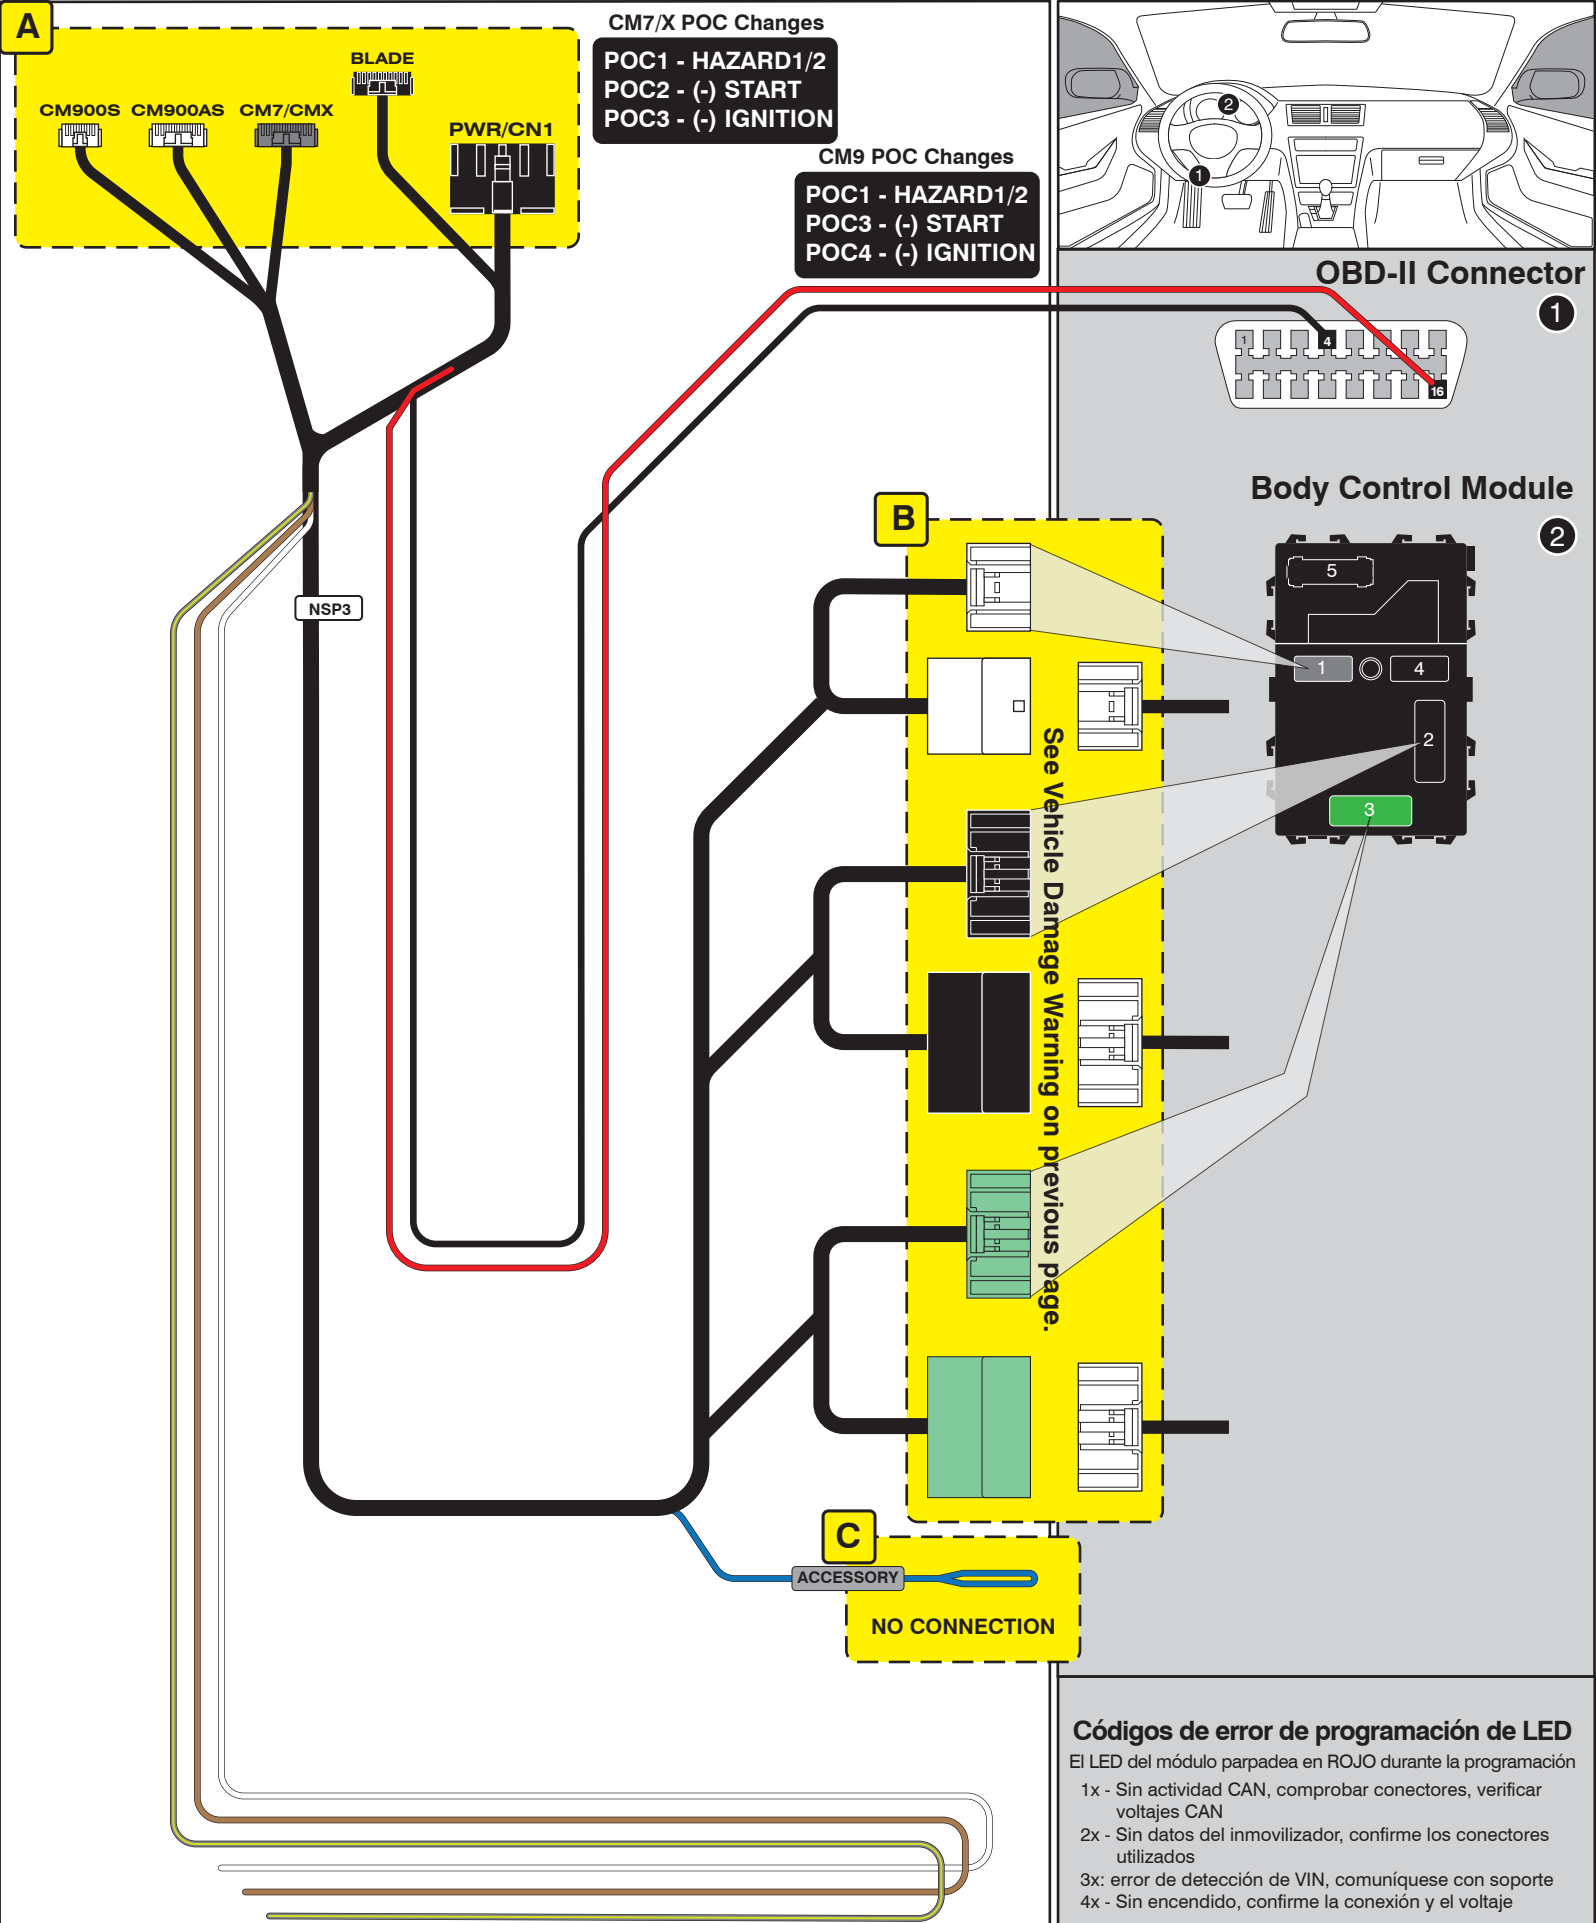 A
CM900S
CM900AS
CM7/CMX
BLADE
PWR/CN1
CM7/X POC Changes
POC1 - HAZARD1/2
POC2 - (-) START
POC3 - (-) IGNITION
CM9 POC Changes
POC1 - HAZARD1/2
POC3 - (-) START
POC4 - (-) IGNITION
2
1
OBD-II Connector
1
1
4
16
Body Control Module
2
5
1
4
2
3
NSP3
B
See Vehicle Damage Warning on previous page.
C
ACCESSORY
NO CONNECTION
Códigos de error de programación de LED
El LED del módulo parpadea en ROJO durante la programación
1x - Sin actividad CAN, comprobar conectores, verificar
voltajes CAN
2x - Sin datos del inmovilizador, confirme los conectores
utilizados
3x: error de detección de VIN, comuníquese con soporte
4x - Sin encendido, confirme la conexión y el voltaje